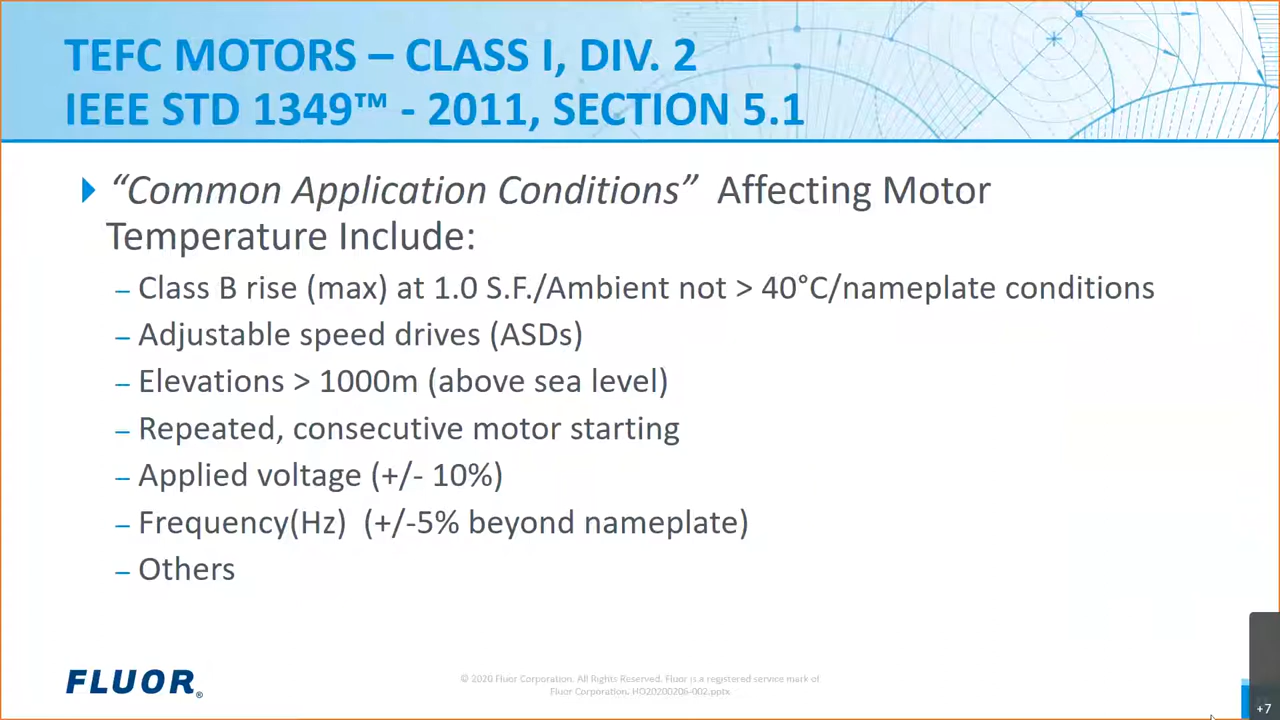 TEFC MOTORS – CLASS I, DIV. 2
IEEE STD 1349™ - 2011, SECTION 5.1
“Common Application Conditions” Affecting Motor
Temperature Include:
– Class B rise (max) at 1.0 S.F./Ambient not > 40°C/nameplate conditions
– Adjustable speed drives (ASDs)
– Elevations > 1000m (above sea level)
– Repeated, consecutive motor starting
– Applied voltage (+/- 10%)
– Frequency(Hz) (+/-5% beyond nameplate)
– Others
FLUOR®
© 2020 Fluor Corporation. All Rights Reserved. Fluor is a registered service mark of
Fluor Corporation. HO20200206-002.pptx
+7